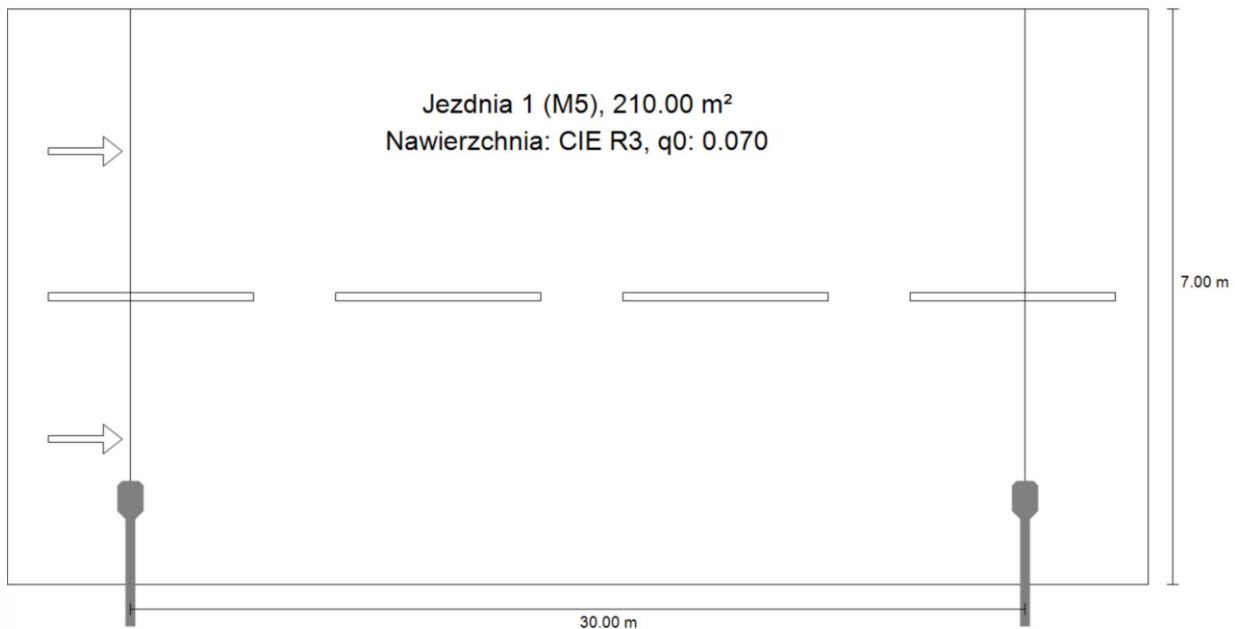 Jezdnia 1 (M5), 210.00 m²
Nawierzchnia: CIE R3, q0: 0.070
7.00 m
30.00 m